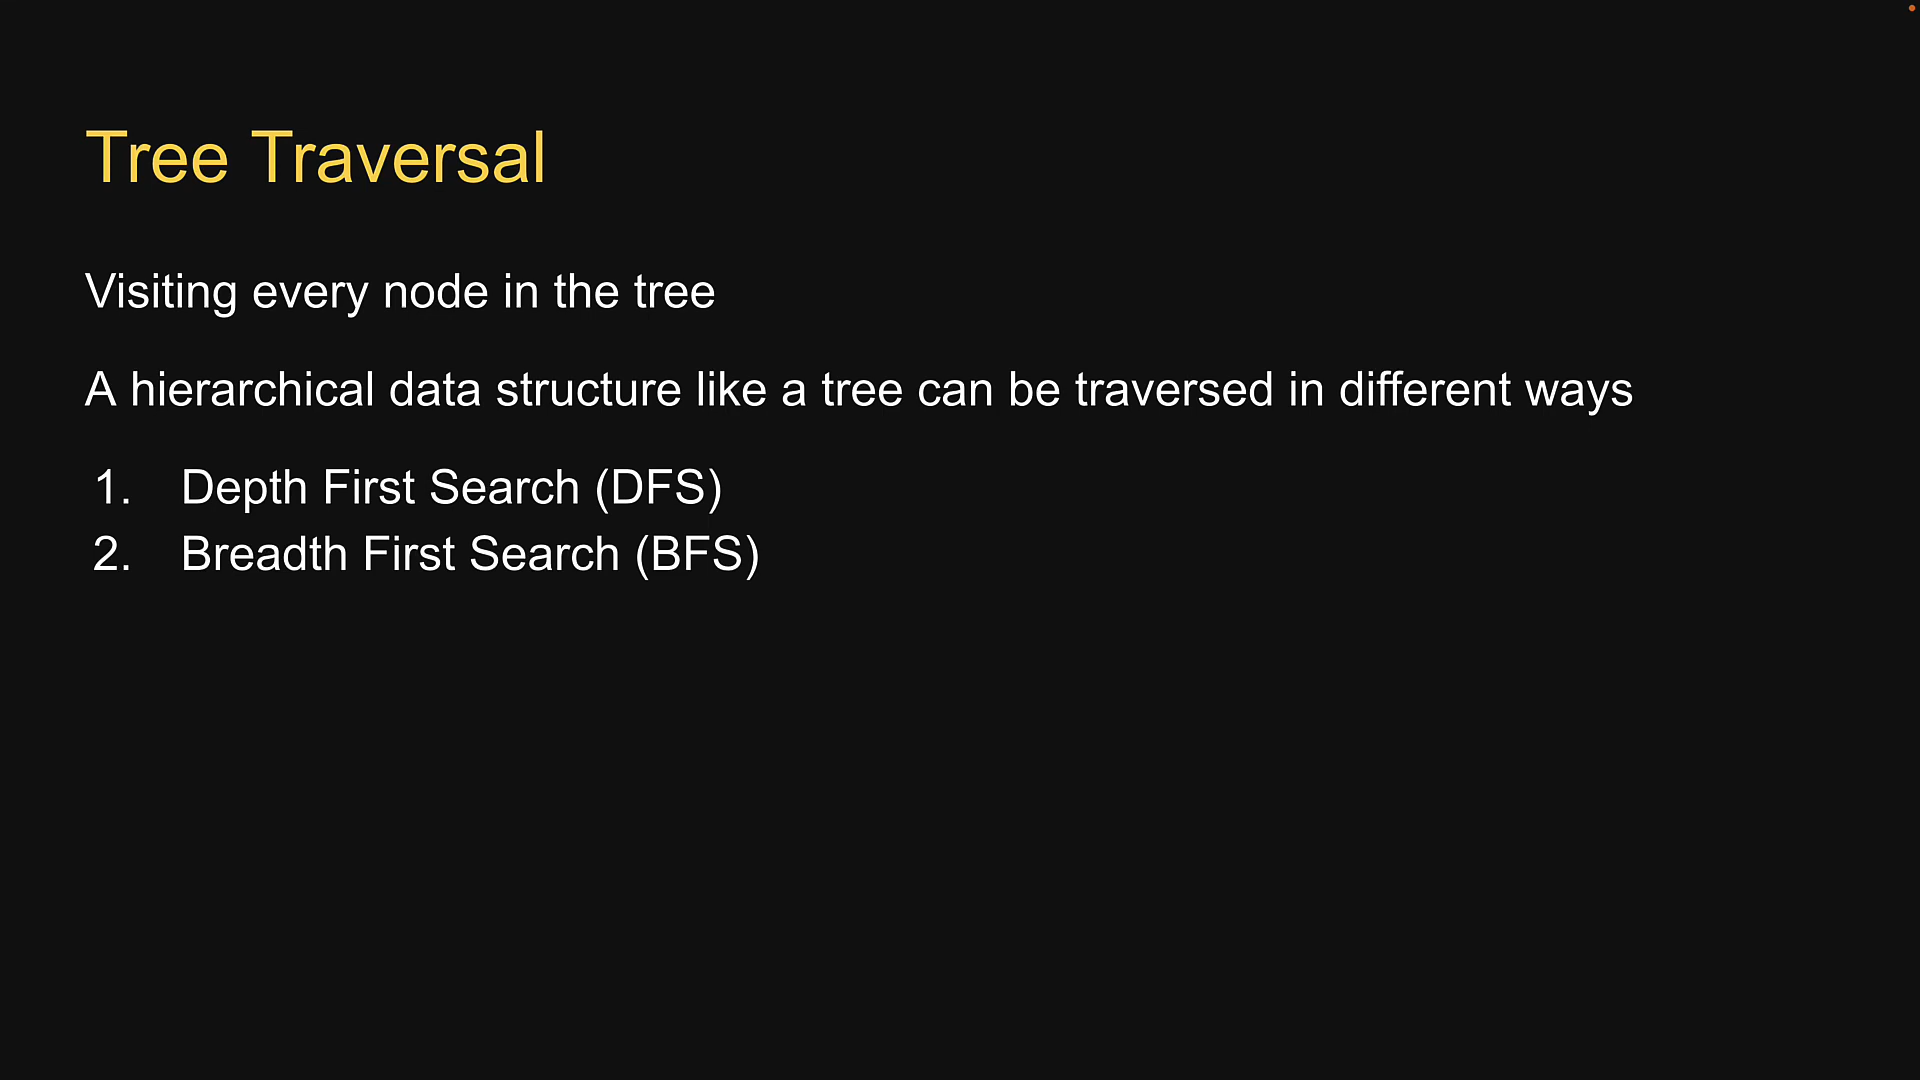 Tree Traversal
Visiting every node in the tree
A hierarchical data structure like a tree can be traversed in different ways
1. Depth First Search (DFS)
2. Breadth First Search (BFS)